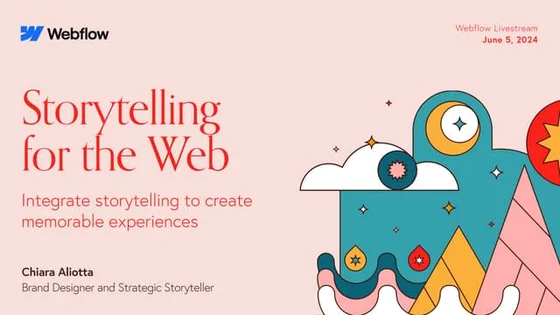 Webflow
Webflow Livestream
June 5, 2024
Storytelling
for the Web
Integrate storytelling to create
memorable experiences
Chiara Aliotta
Brand Designer and Strategic Storyteller